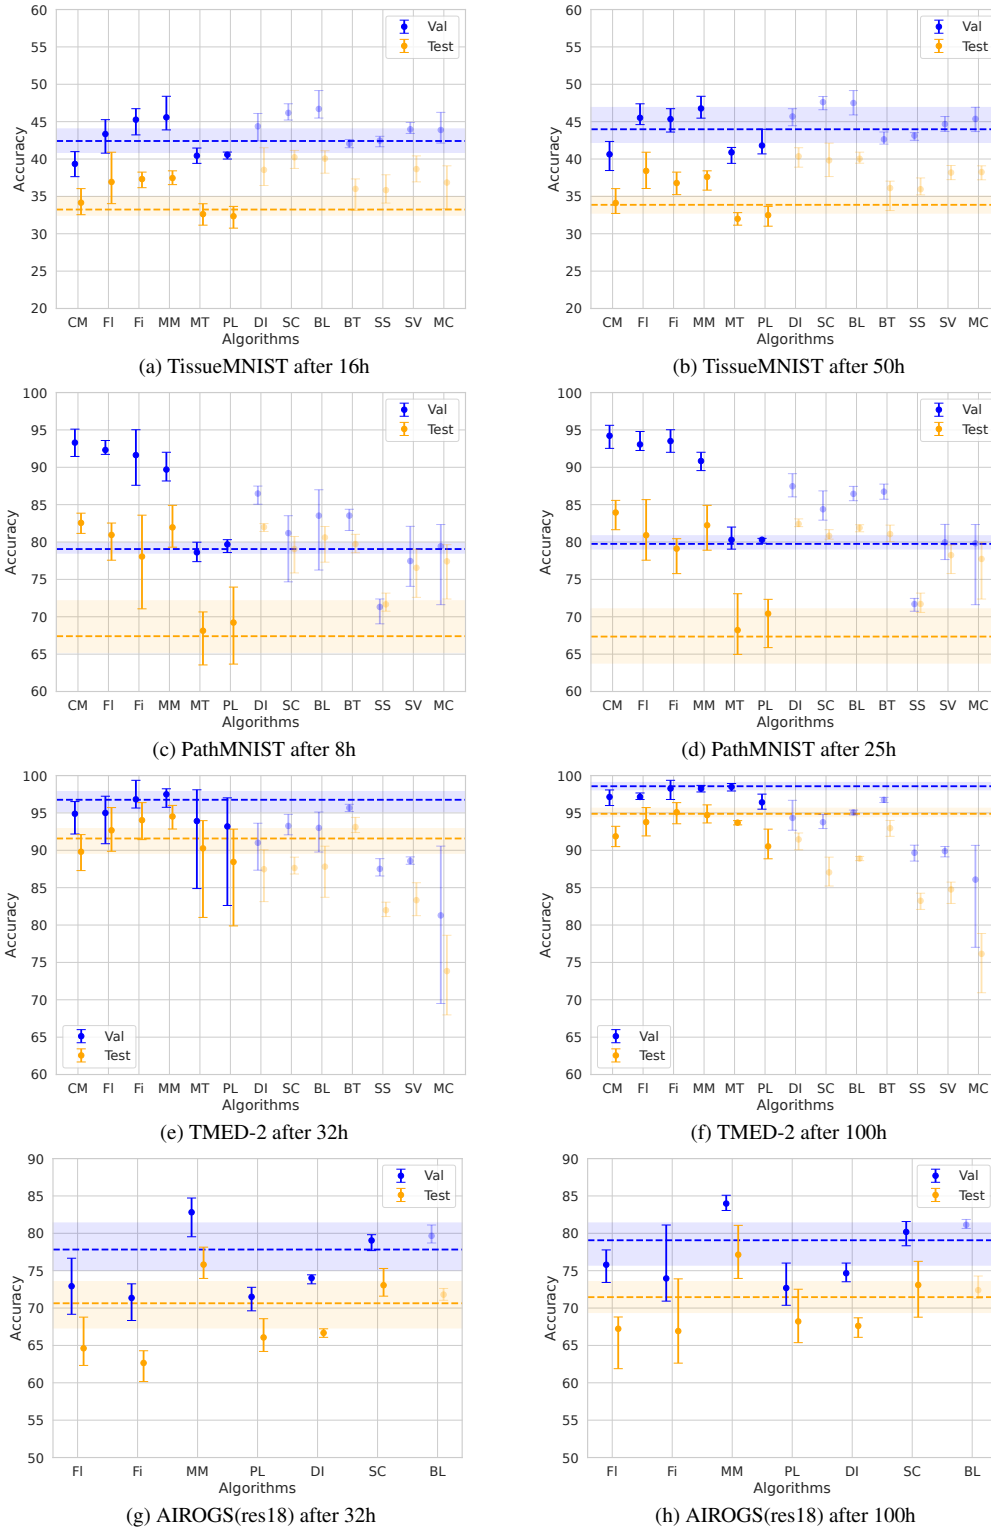 60
55
50
45
40
35
30
25
20
Accuracy
Val
Test
CM Fl Fi MM MT PL DI SC BL BT SS SV MC
Algorithms
(a) TissueMNIST after 16h
60
55
50
45
40
35
30
25
20
Accuracy
Val
Test
CM Fl Fi MM MT PL DI SC BL BT SS SV MC
Algorithms
(b) TissueMNIST after 50h
100
95
90
85
80
75
70
65
60
Accuracy
Val
Test
CM Fl Fi MM MT PL DI SC BL BT SS SV MC
Algorithms
(c) PathMNIST after 8h
100
95
90
85
80
75
70
65
60
Accuracy
Val
Test
CM Fl Fi MM MT PL DI SC BL BT SS SV MC
Algorithms
(d) PathMNIST after 25h
100
95
90
85
80
75
70
65
60
Accuracy
Val
Test
CM Fl Fi MM MT PL DI SC BL BT SS SV MC
Algorithms
(e) TMED-2 after 32h
100
95
90
85
80
75
70
65
60
Accuracy
Val
Test
CM Fl Fi MM MT PL DI SC BL BT SS SV MC
Algorithms
(f) TMED-2 after 100h
90
85
80
75
70
65
60
55
50
Accuracy
Val
Test
Fl Fi MM PL DI SC BL
Algorithms
(g) AIROGS(res18) after 32h
90
85
80
75
70
65
60
55
50
Accuracy
Val
Test
Fl Fi MM PL DI SC BL
Algorithms
(h) AIROGS(res18) after 100h